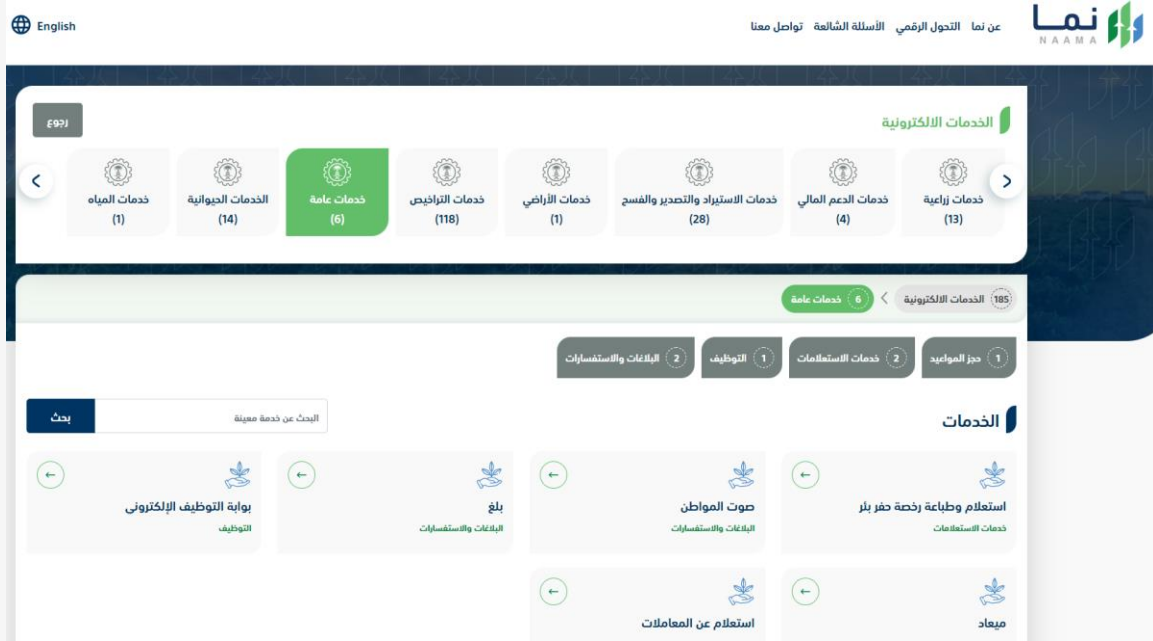 نما
NAAMA
عن نما
التحول الرقمي
الأسئلة الشائعة
تواصل معنا
English
الخدمات الالكترونية
رجوع
خدمات زراعية
(13)
خدمات الدعم المالي
(4)
خدمات الاستيراد والتصدير والفسح
(28)
خدمات الأراضي
(1)
خدمات التراخيص
(118)
خدمات عامة
(6)
الخدمات الحيوانية
(14)
خدمات المياه
(1)
185 الخدمات الالكترونية
6 خدمات عامة
1 حجز المواعيد
2 خدمات الاستعلامات
1 التوظيف
2 البلاغات والاستفسارات
الخدمات
البحث عن خدمة معينة
بحث
استعلام وطباعة رخصة حفر بئر
خدمات الاستعلامات
صوت المواطن
البلاغات والاستفسارات
بلغ
البلاغات والاستفسارات
بوابة التوظيف الإلكتروني
التوظيف
ميعاد
استعلام عن المعاملات